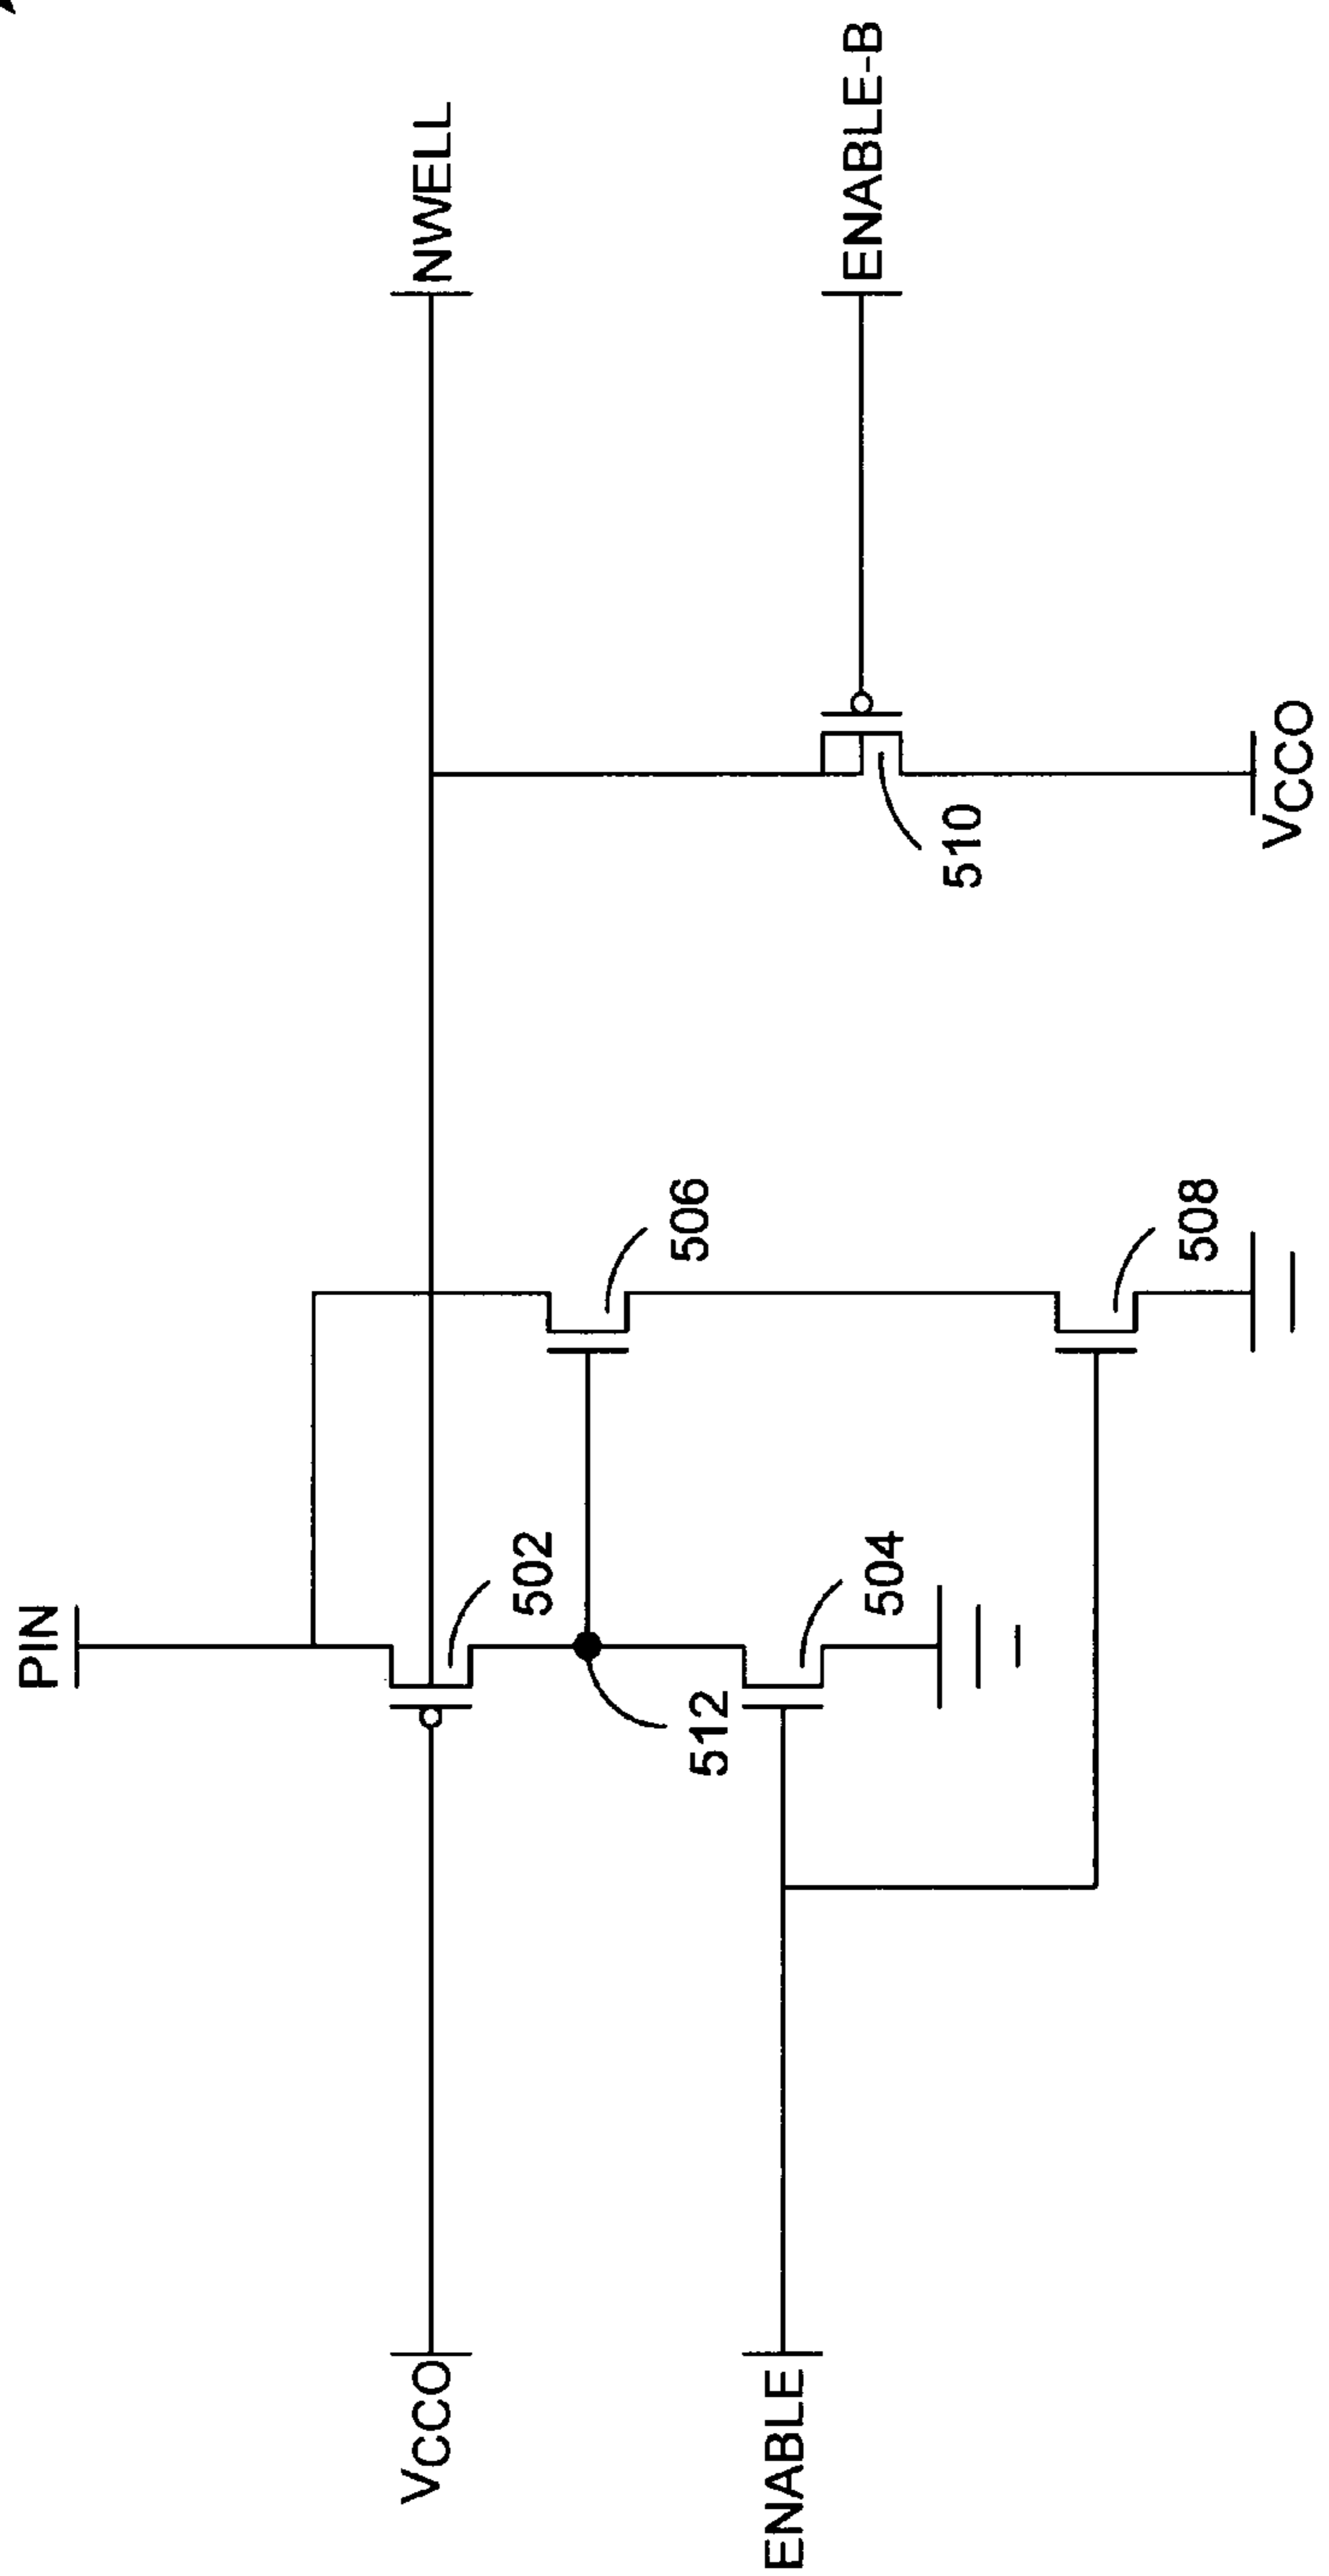 PIN
NWELL
VCCO
502
506
512
ENABLE
504
508
510
ENABLE-B
VCCO